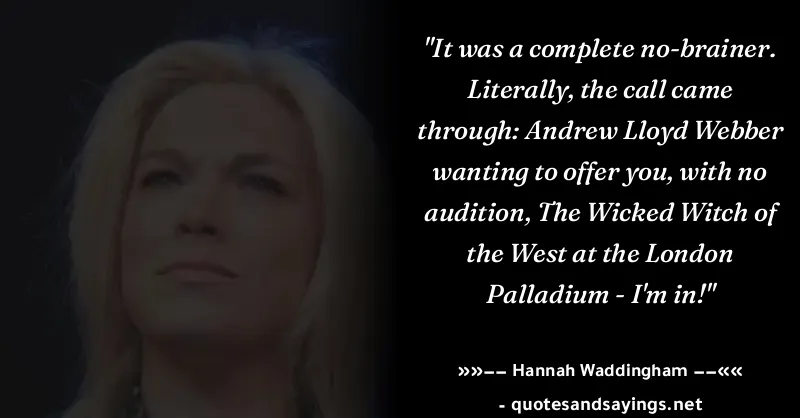 "It was a complete no-brainer.
Literally, the call came
through: Andrew Lloyd Webber
wanting to offer you, with no
audition, The Wicked Witch of
the West at the London
Palladium - I'm in!"
»»−− Hannah Waddingham −−««
- quotesandsayings.net